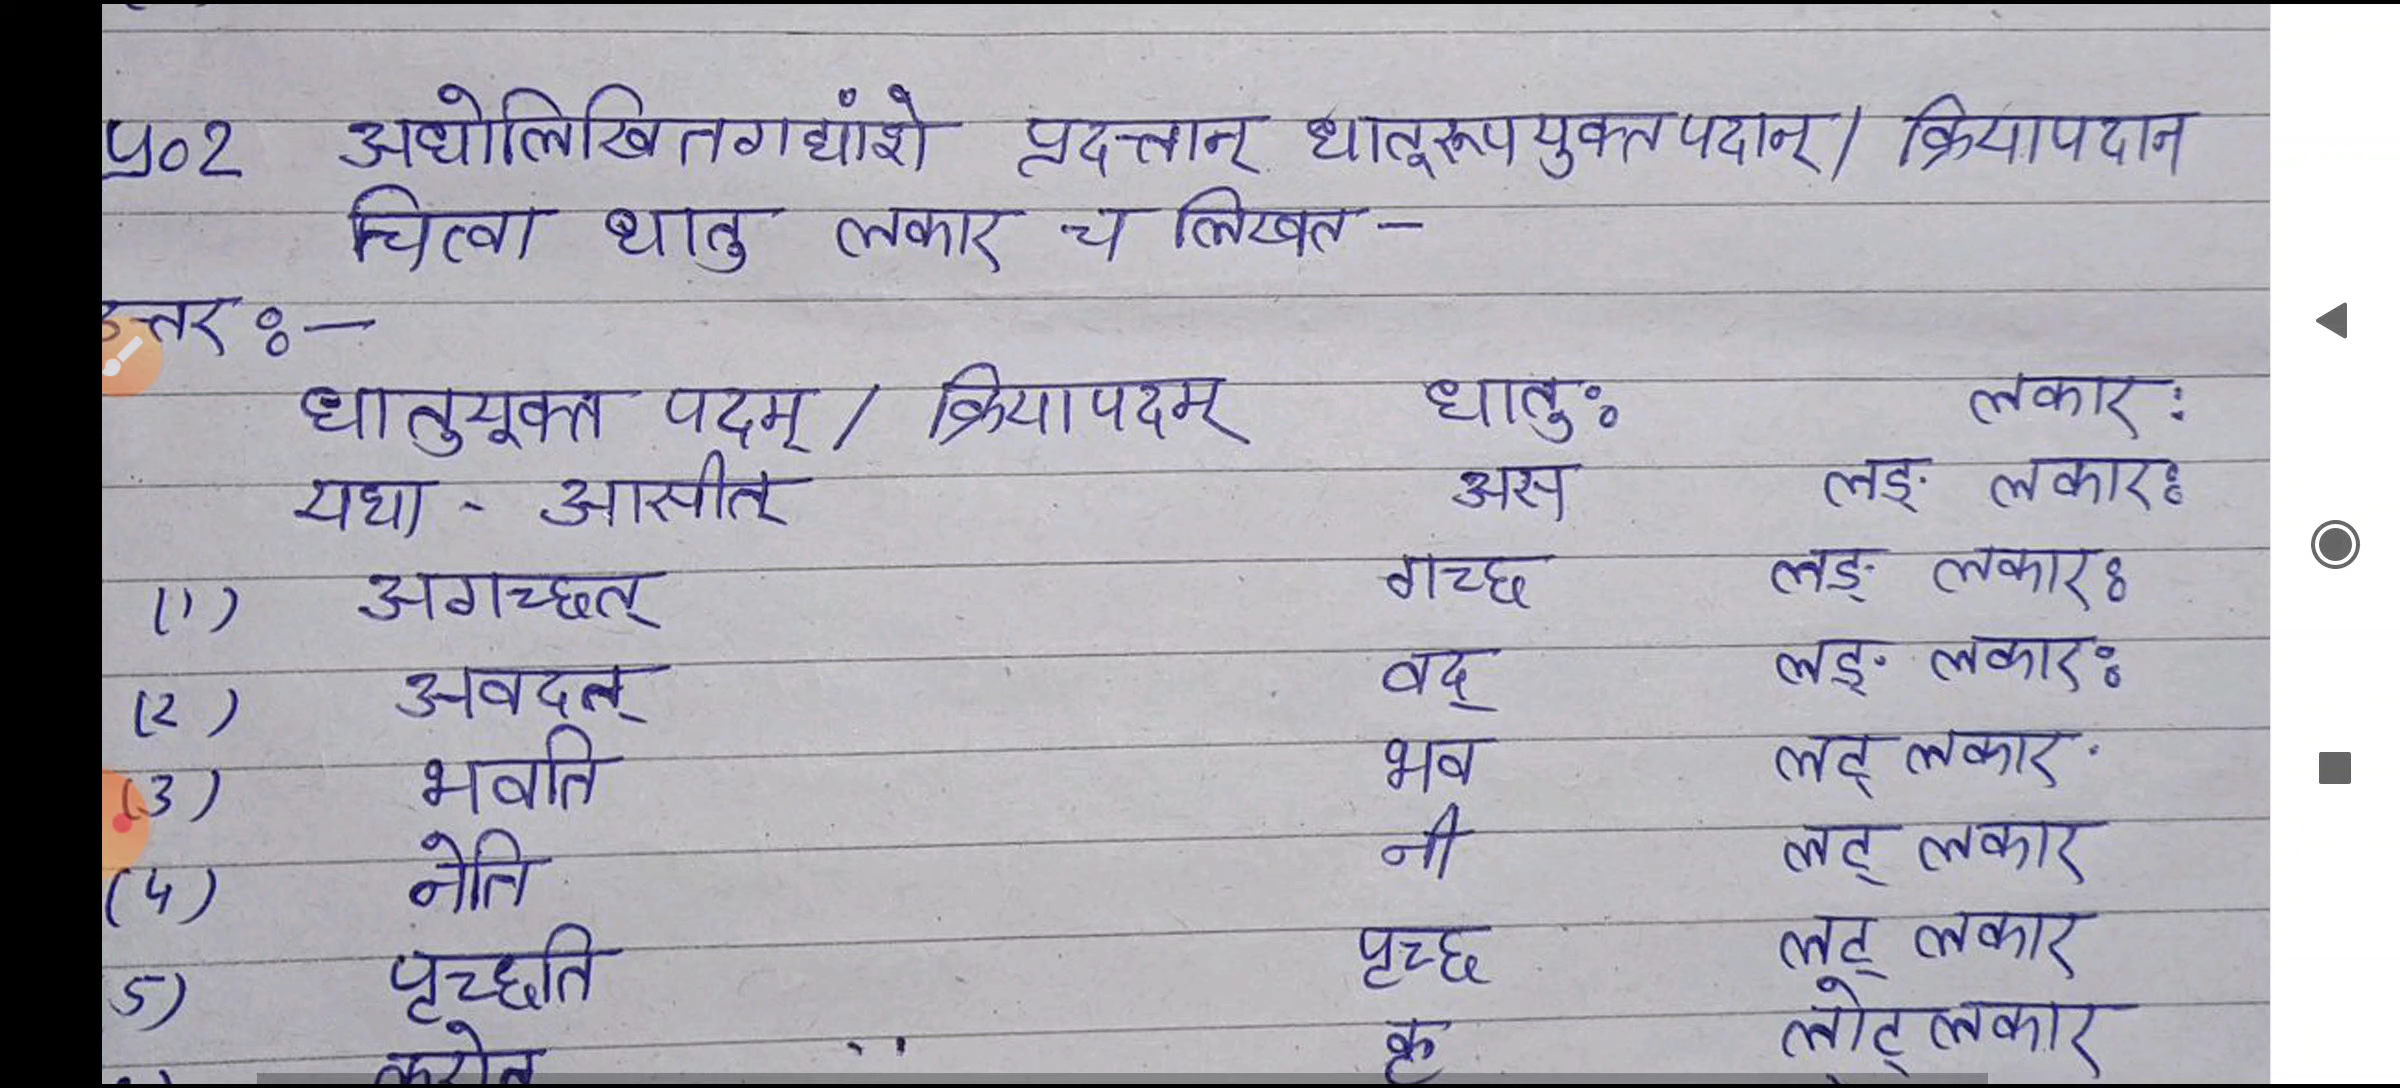 प्र०2 अधोलिखितगद्यांशे प्रदत्तान् धातूरूपयुक्तपदान् / क्रियापदान
चित्वा धातु लकार च लिखत –
उत्तर :–
धातुयूक्त पदम् / क्रियापदम् धातुः लकारः
यथा - आसीत् अस लङ् लकारः
(1) अगच्छत् गच्छ लङ् लकारः
(2) अवदत् वद् लङ् लकारः
(3) भवति भव लट् लकार
(4) नेति नी लट् लकार
5) पृच्छति पृच्छ लट् लकार
कृ लोट् लकार